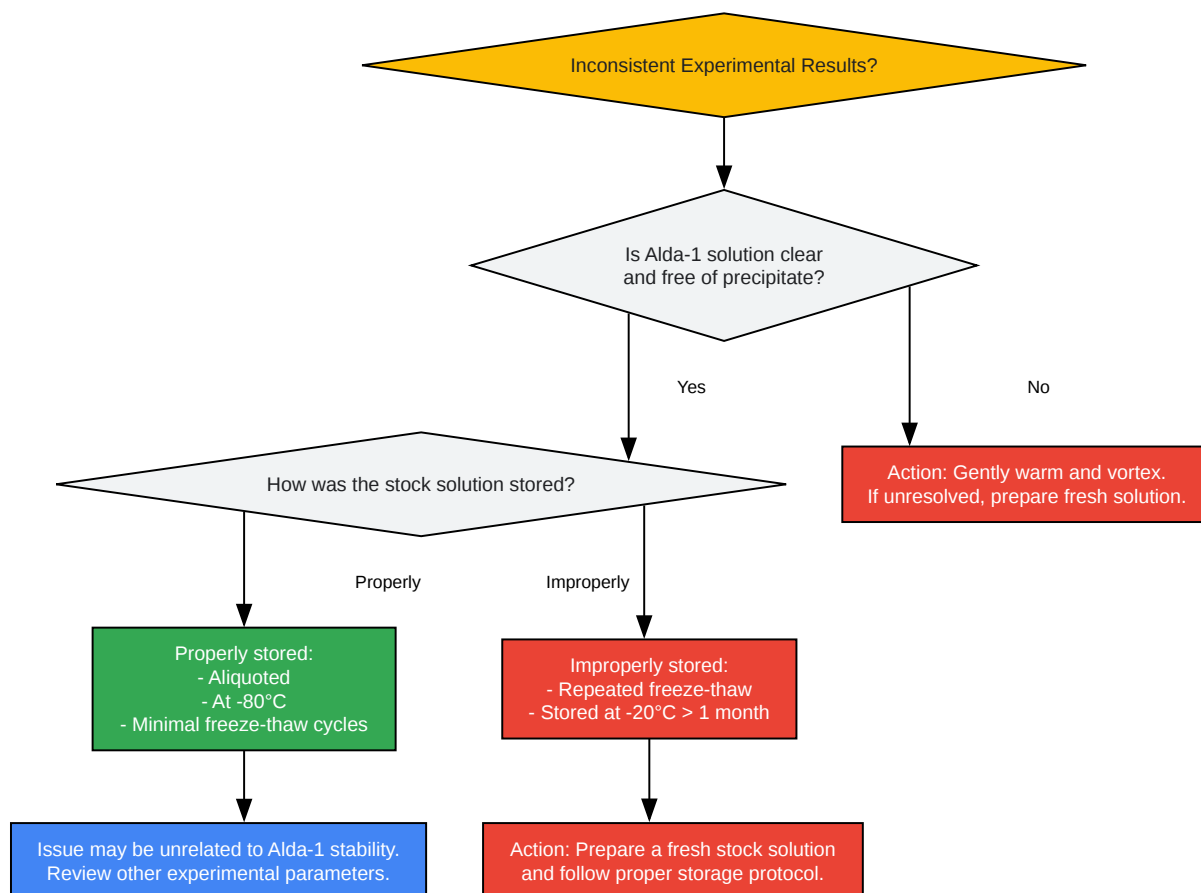 Inconsistent Experimental Results?
Is Alda-1 solution clear
and free of precipitate?
Yes
No
How was the stock solution stored?
Action: Gently warm and vortex.
If unresolved, prepare fresh solution.
Properly
Improperly
Properly stored:
- Aliquoted
- At -80°C
- Minimal freeze-thaw cycles
Improperly stored:
- Repeated freeze-thaw
- Stored at -20°C > 1 month
Issue may be unrelated to Alda-1 stability.
Review other experimental parameters.
Action: Prepare a fresh stock solution
and follow proper storage protocol.